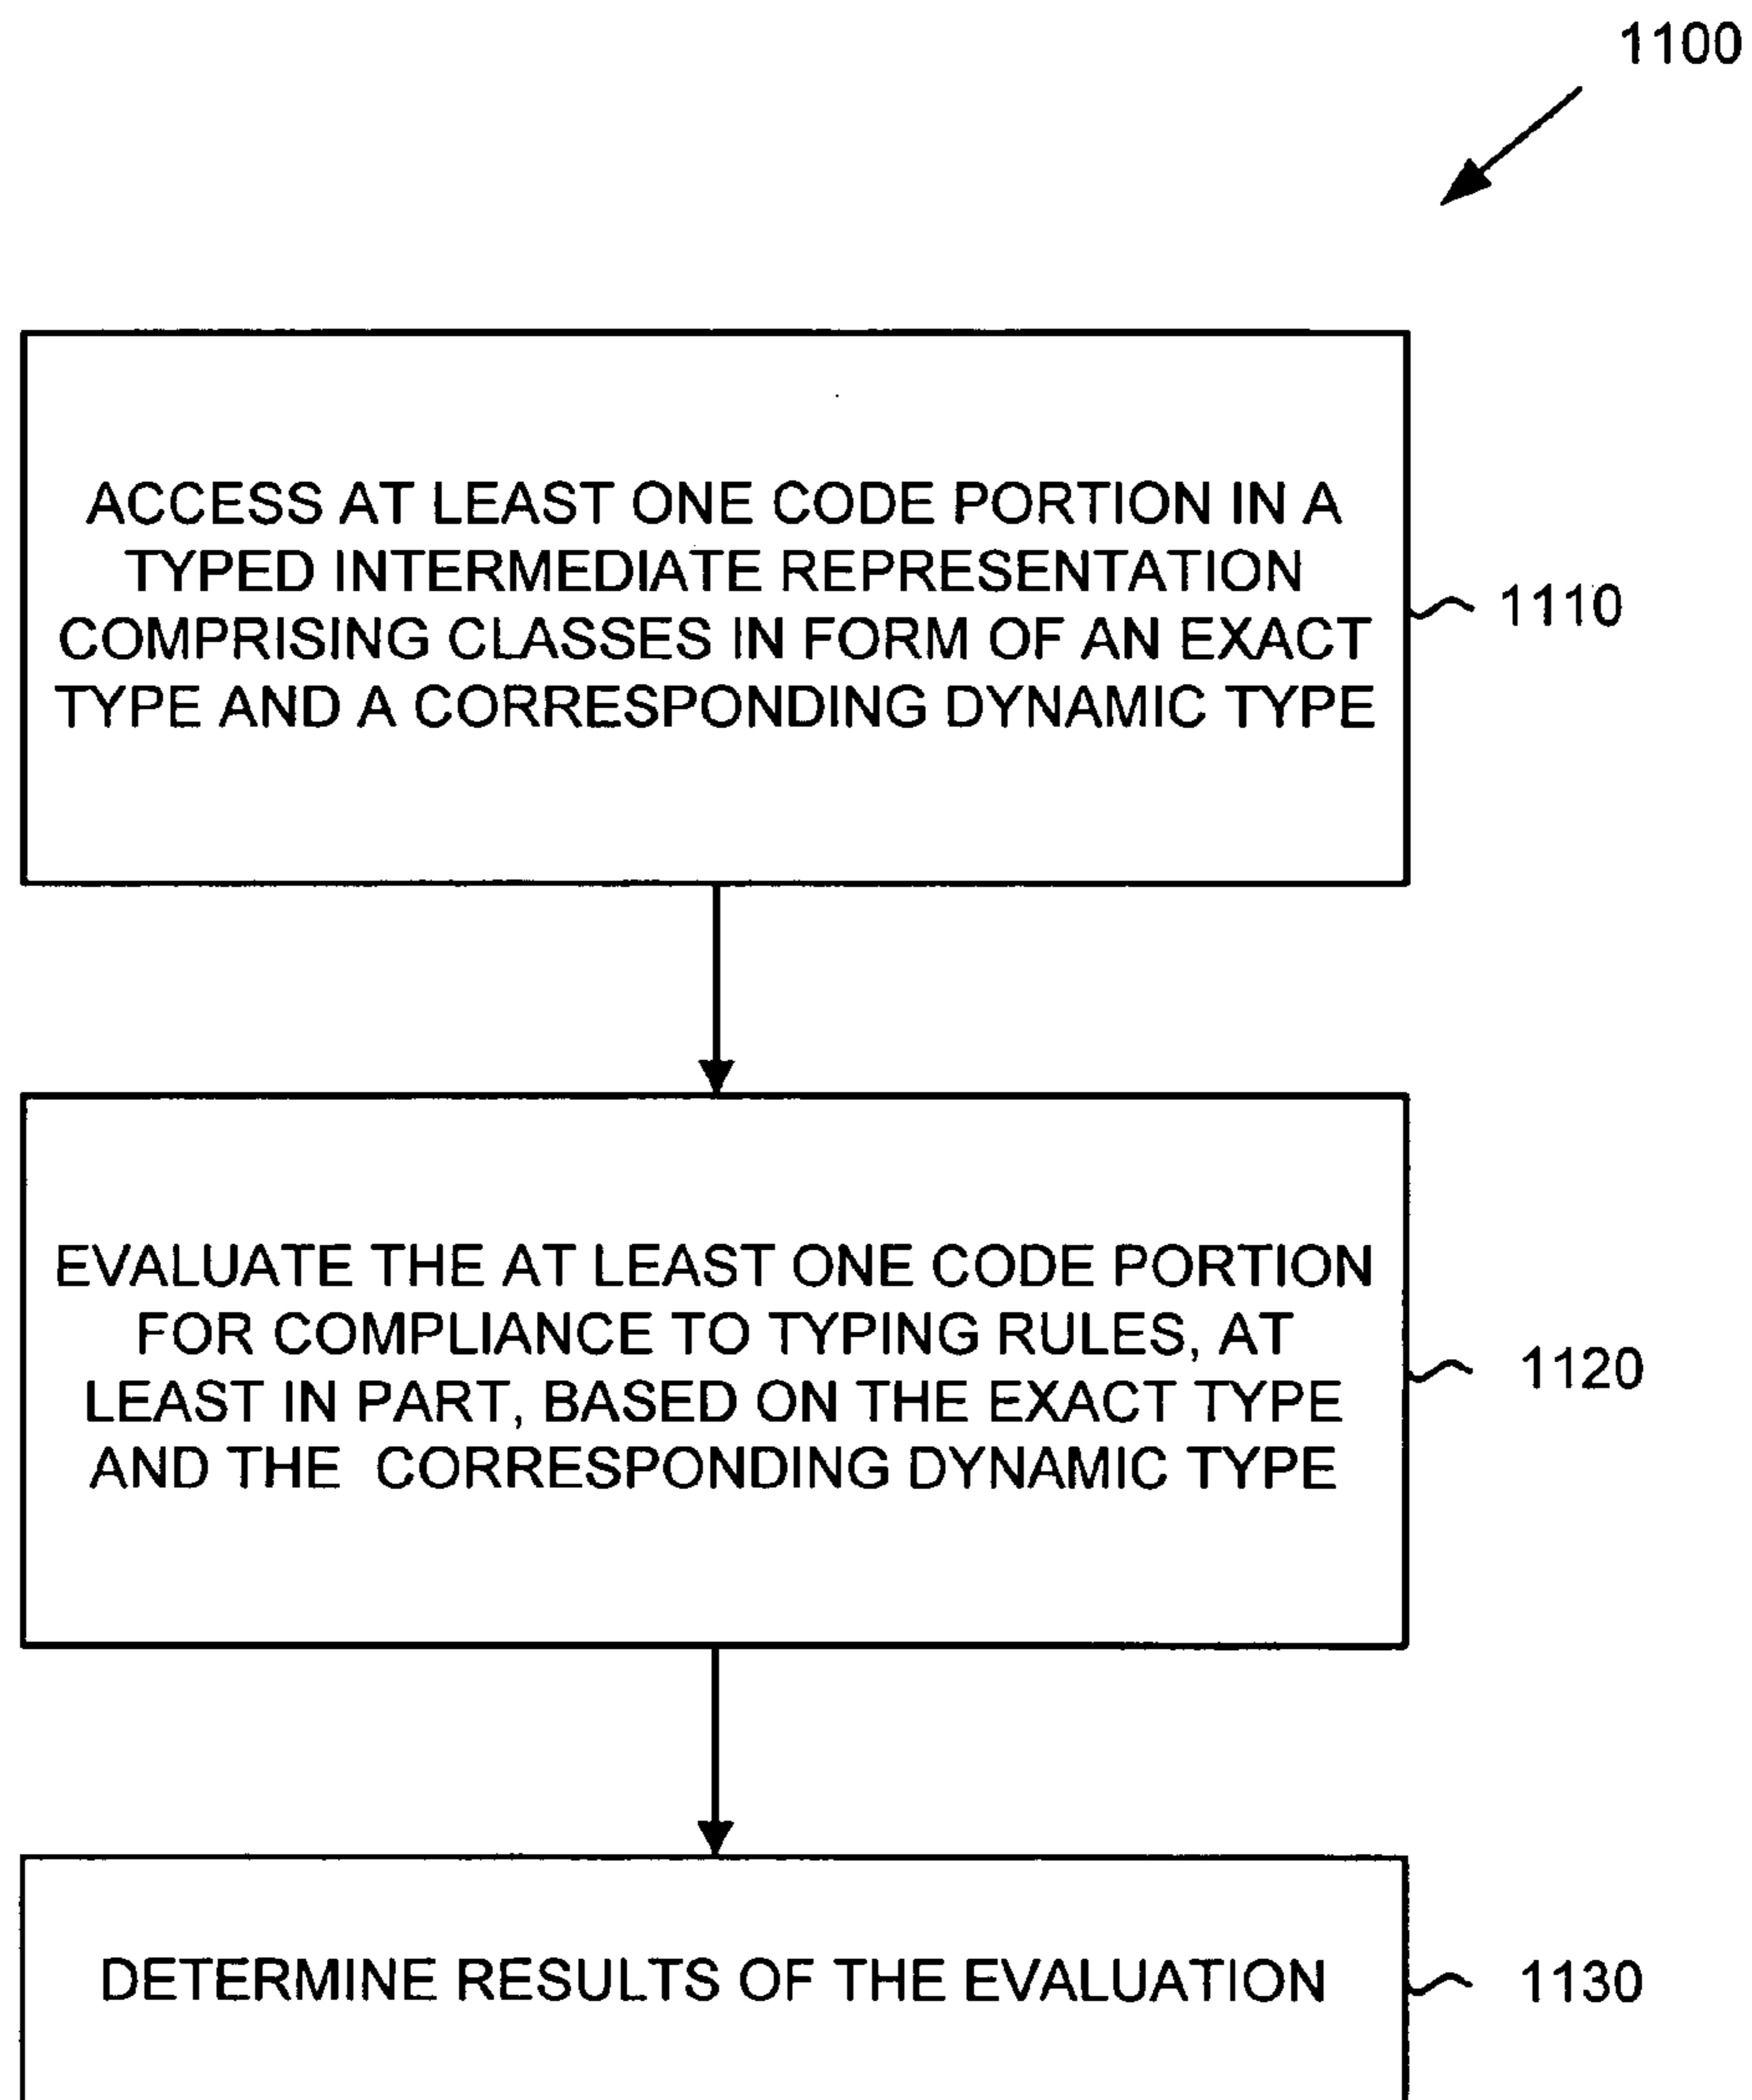 1100
ACCESS AT LEAST ONE CODE PORTION IN A
TYPED INTERMEDIATE REPRESENTATION
COMPRISING CLASSES IN FORM OF AN EXACT
TYPE AND A CORRESPONDING DYNAMIC TYPE
1110
EVALUATE THE AT LEAST ONE CODE PORTION
FOR COMPLIANCE TO TYPING RULES, AT
LEAST IN PART, BASED ON THE EXACT TYPE
AND THE CORRESPONDING DYNAMIC TYPE
1120
DETERMINE RESULTS OF THE EVALUATION
1130